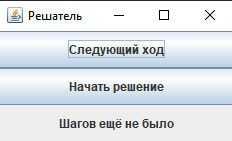 Решатель
Следующий ход
Начать решение
Шагов ещё не было